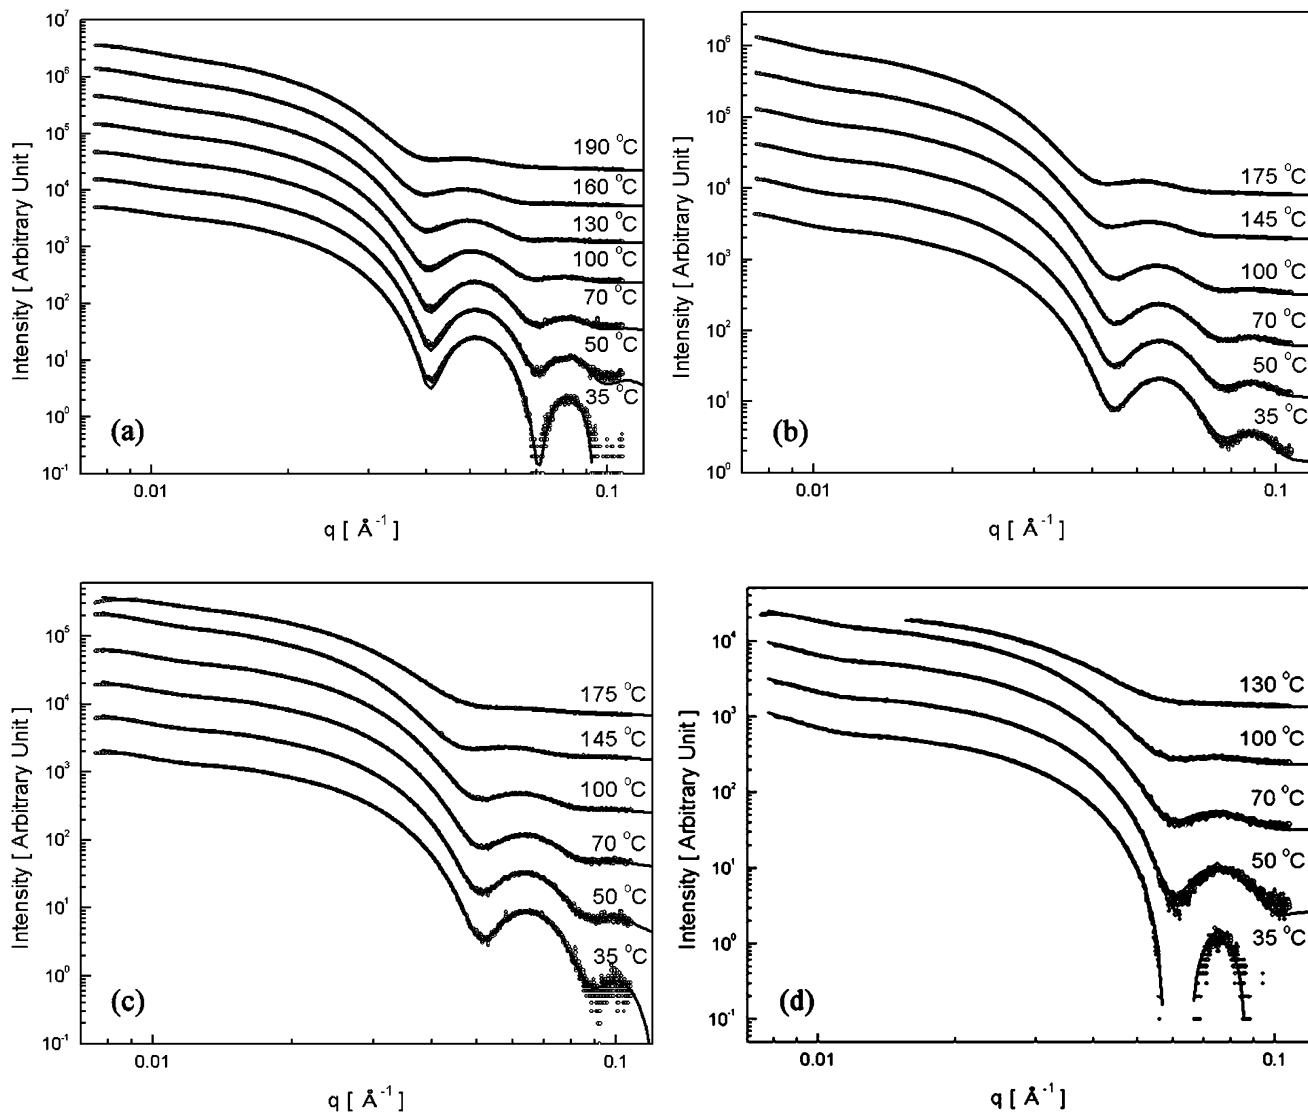 10^7
10^6
10^5
10^4
10^3
10^2
10^1
10^0
10^-1
Intensity [ Arbitrary Unit ]
190 °C
160 °C
130 °C
100 °C
70 °C
50 °C
35 °C
(a)
0.01
0.1
q [ Å^-1 ]
10^6
10^5
10^4
10^3
10^2
10^1
10^0
Intensity [ Arbitrary Unit ]
175 °C
145 °C
100 °C
70 °C
50 °C
35 °C
(b)
0.01
0.1
q [ Å^-1 ]
10^5
10^4
10^3
10^2
10^1
10^0
10^-1
Intensity [ Arbitrary Unit ]
175 °C
145 °C
100 °C
70 °C
50 °C
35 °C
(c)
0.01
0.1
q [ Å^-1 ]
10^4
10^3
10^2
10^1
10^0
10^-1
Intensity [ Arbitrary Unit ]
130 °C
100 °C
70 °C
50 °C
35 °C
(d)
0.01
0.1
q [ Å^-1 ]